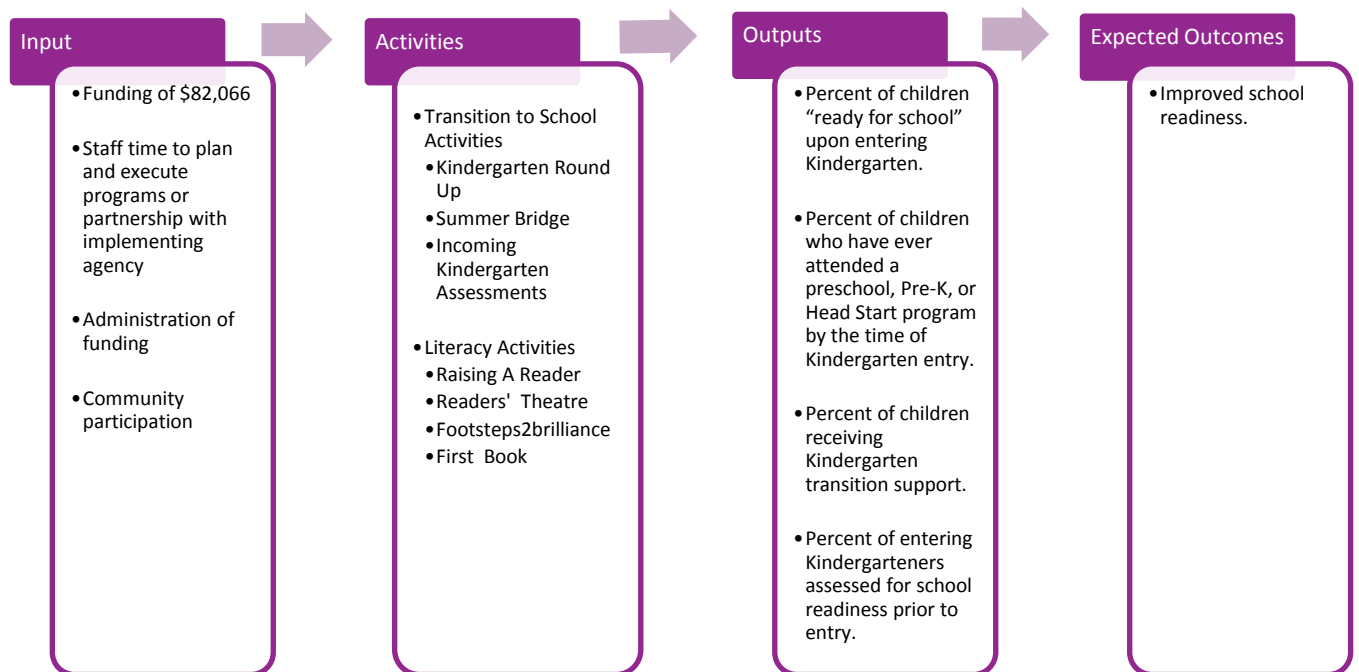 Input
•Funding of $82,066
•Staff time to plan
and execute
programs or
partnership with
implementing
agency
•Administration of
funding
•Community
participation
Activities
•Transition to School
Activities
•Kindergarten Round
Up
•Summer Bridge
•Incoming
Kindergarten
Assessments
•Literacy Activities
•Raising A Reader
•Readers' Theatre
•Footsteps2brilliance
•First Book
Outputs
•Percent of children
“ready for school”
upon entering
Kindergarten.
•Percent of children
who have ever
attended a
preschool, Pre-K, or
Head Start program
by the time of
Kindergarten entry.
•Percent of children
receiving
Kindergarten
transition support.
•Percent of entering
Kindergarteners
assessed for school
readiness prior to
entry.
Expected Outcomes
•Improved school
readiness.